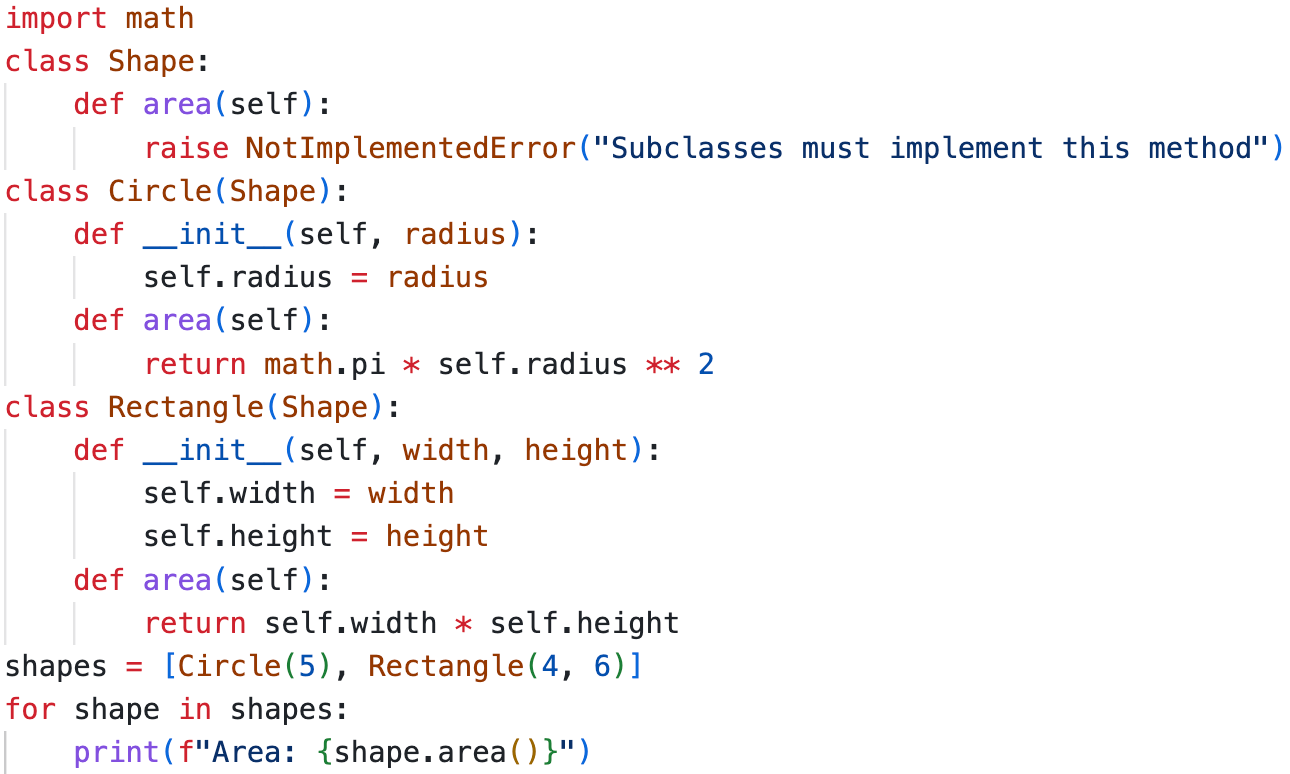 import math
class Shape:
    def area(self):
        raise NotImplementedError("Subclasses must implement this method")
class Circle(Shape):
    def __init__(self, radius):
        self.radius = radius
    def area(self):
        return math.pi * self.radius ** 2
class Rectangle(Shape):
    def __init__(self, width, height):
        self.width = width
        self.height = height
    def area(self):
        return self.width * self.height
shapes = [Circle(5), Rectangle(4, 6)]
for shape in shapes:
    print(f"Area: {shape.area()}")